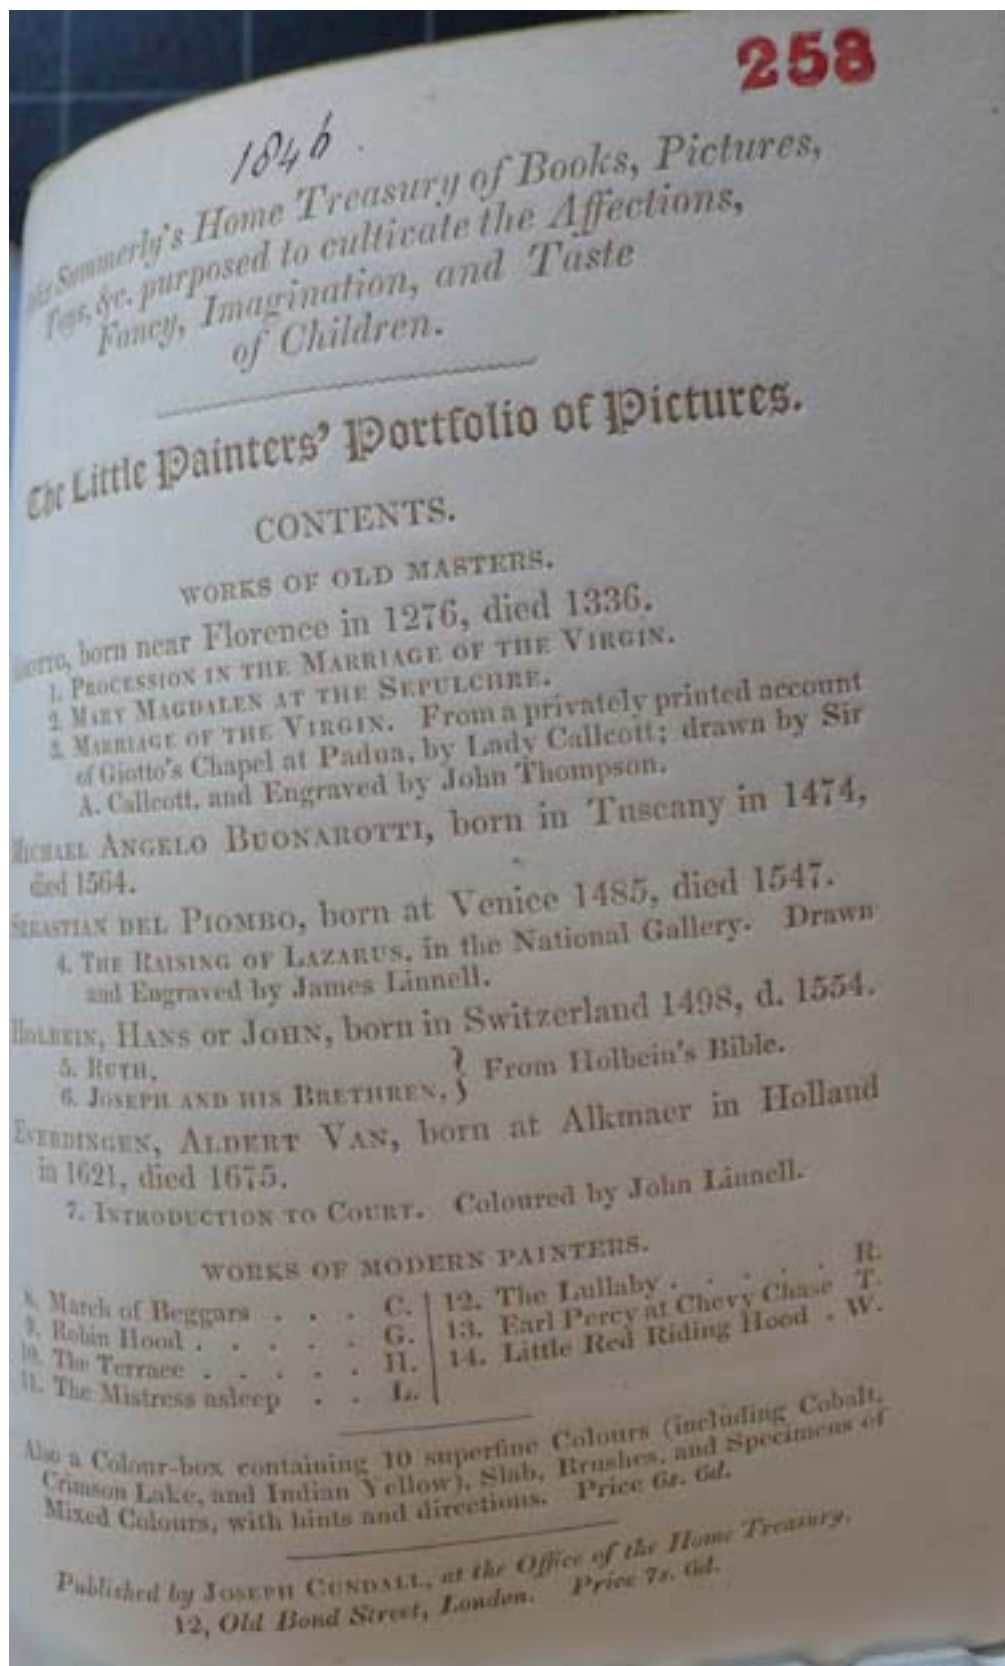 258
1846.
Summerly's Home Treasury of Books, Pictures,
Toys, &c. purposed to cultivate the Affections,
Fancy, Imagination, and Taste
of Children.
The Little Painters' Portfolio of Pictures.
CONTENTS.
WORKS OF OLD MASTERS.
born near Florence in 1276, died 1336.
1. PROCESSION IN THE MARRIAGE OF THE VIRGIN.
2. MARY MAGDALEN AT THE SEPULCHRE.
3. MARRIAGE OF THE VIRGIN. From a privately printed account
of Giotto's Chapel at Padua, by Lady Callcott; drawn by Sir
A. Callcott, and Engraved by John Thompson.
MICHAEL ANGELO BUONAROTTI, born in Tuscany in 1474,
died 1564.
SEBASTIAN DEL PIOMBO, born at Venice 1485, died 1547.
4. THE RAISING OF LAZARUS, in the National Gallery. Drawn
and Engraved by James Linnell.
HOLBEIN, HANS or JOHN, born in Switzerland 1498, d. 1554.
5. RUTH,
6. JOSEPH AND HIS BRETHREN, } From Holbein's Bible.
EVERDINGEN, ALDERT VAN, born at Alkmaer in Holland
in 1621, died 1675.
7. INTRODUCTION TO COURT. Coloured by John Linnell.
WORKS OF MODERN PAINTERS.
8. March of Beggars . . . C.
9. Robin Hood . . . . . G.
10. The Terrace . . . . . H.
11. The Mistress asleep . . L.
12. The Lullaby . . . . . R.
13. Earl Percy at Chevy Chase T.
14. Little Red Riding Hood . W.
Also a Colour-box containing 10 superfine Colours (including Cobalt,
Crimson Lake, and Indian Yellow), Slab, Brushes, and Specimens of
Mixed Colours, with hints and directions. Price 6s. 6d.
Published by JOSEPH CUNDALL, at the Office of the Home Treasury,
12, Old Bond Street, London. Price 7s. 6d.